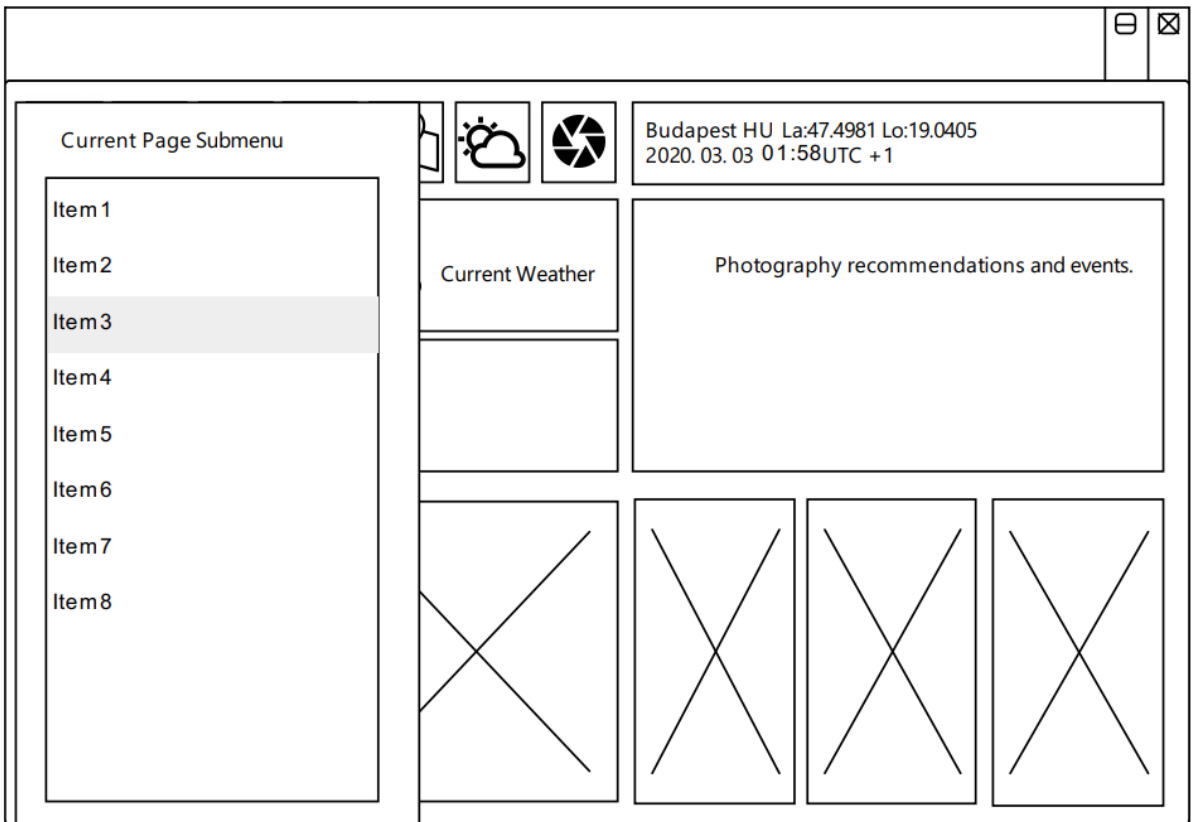 Current Page Submenu
Item1
Item2
Item3
Item4
Item5
Item6
Item7
Item8
Budapest HU La:47.4981 Lo:19.0405
2020. 03. 03 01:58UTC +1
Current Weather
Photography recommendations and events.